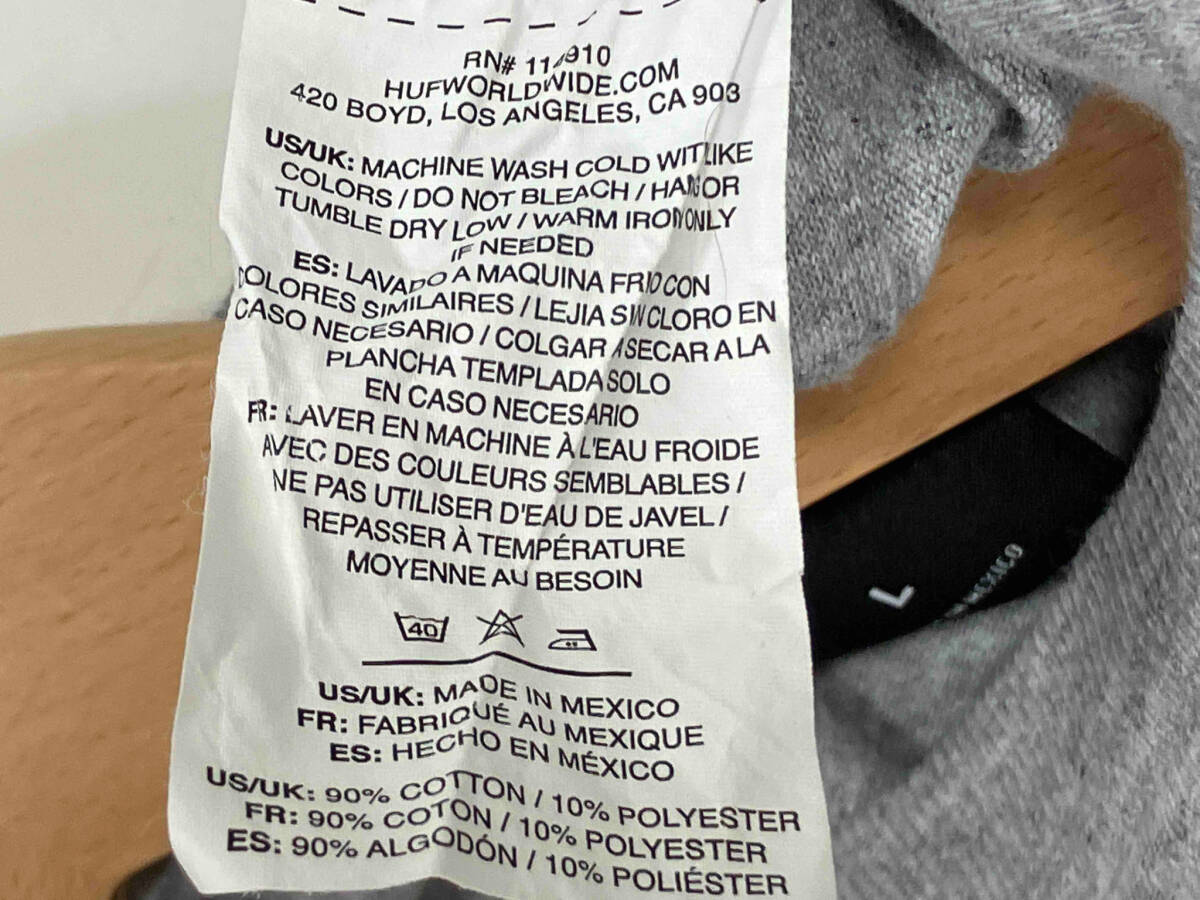 RN#
HUFWORLDWIDE.COM
420 BOYD, LOS ANGELES, CA 903
US/UK: MACHINE WASH COLD WIT LIKE
COLORS / DO NOT BLEACH / HANG OR
TUMBLE DRY LOW / WARM IRON ONLY
IF NEEDED
ES: LAVADO A MAQUINA FRIO CON
COLORES SIMILAIRES / LEJIA SIN CLORO EN
CASO NECESARIO / COLGAR A SECAR A LA
PLANCHA TEMPLADA SOLO
EN CASO NECESARIO
FR: LAVER EN MACHINE À L'EAU FROIDE
AVEC DES COULEURS SEMBLABLES /
NE PAS UTILISER D'EAU DE JAVEL /
REPASSER À TEMPÉRATURE
MOYENNE AU BESOIN
40
US/UK: MADE IN MEXICO
FR: FABRIQUÉ AU MEXIQUE
ES: HECHO EN MÉXICO
US/UK: 90% COTTON / 10% POLYESTER
FR: 90% COTON / 10% POLYESTER
ES: 90% ALGODÓN / 10% POLIÉSTER
L
MEXICO